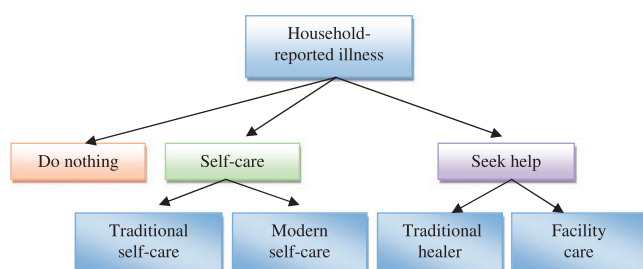 Household-
reported illness
Do nothing
Self-care
Seek help
Traditional
self-care
Modern
self-care
Traditional
healer
Facility
care